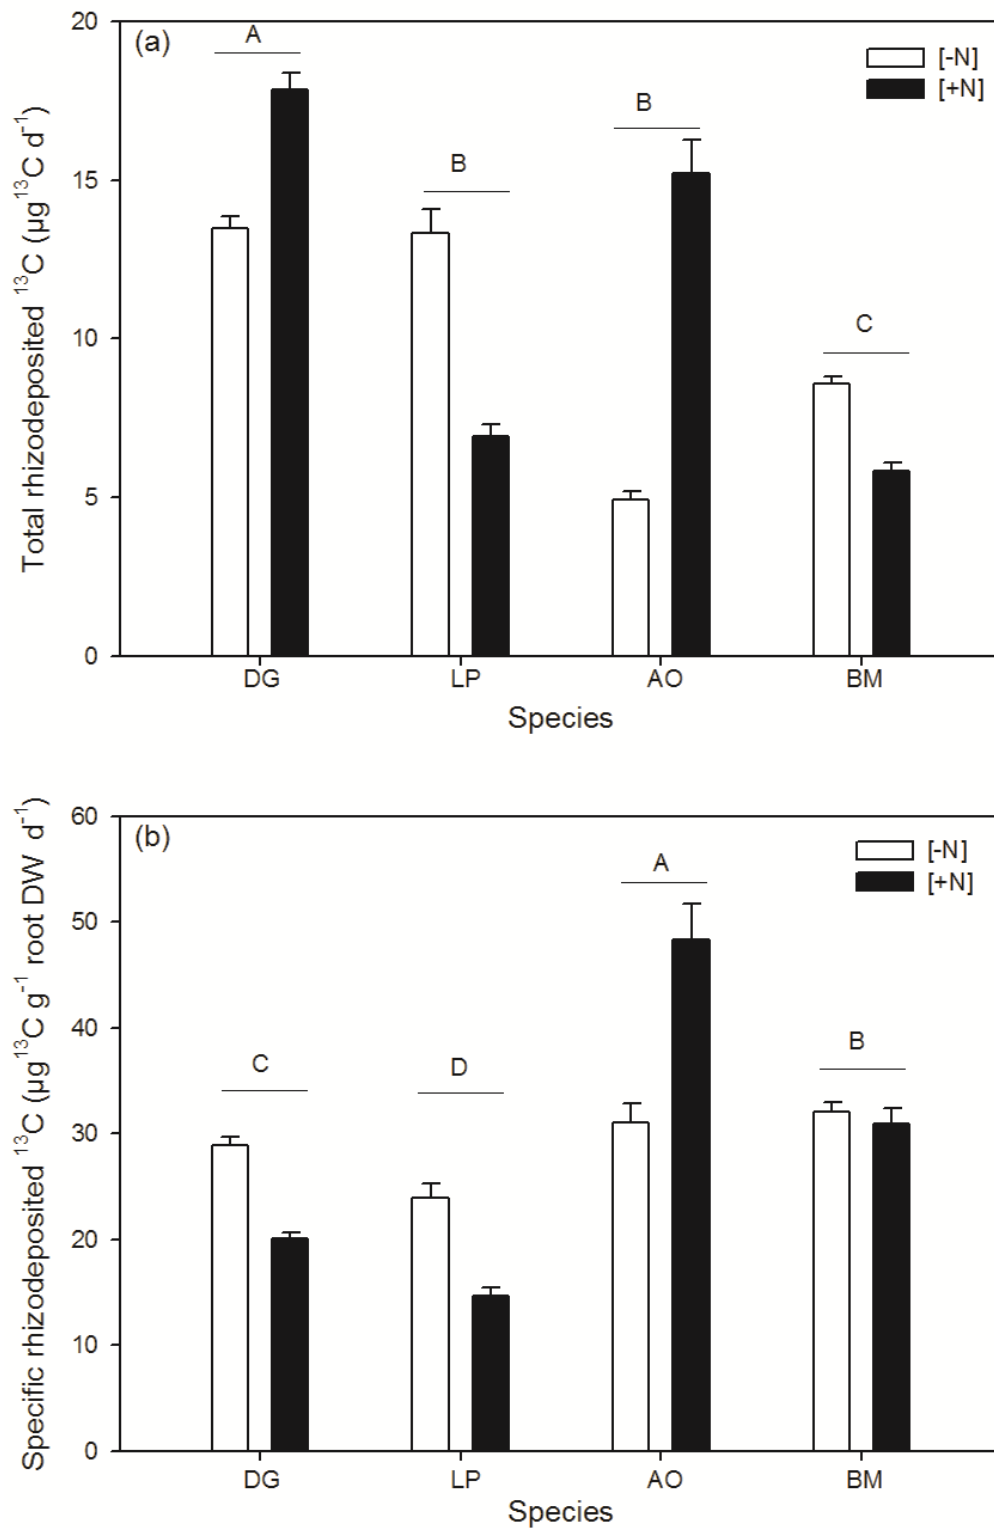 (a)
[-N]
[+N]
A
B
B
C
20
15
10
5
0
Total rhizodeposited ¹³C (µg ¹³C d⁻¹)
DG LP AO BM
Species
(b)
[-N]
[+N]
C
D
A
B
60
50
40
30
20
10
0
Specific rhizodeposited ¹³C (µg ¹³C g⁻¹ root DW d⁻¹)
DG LP AO BM
Species